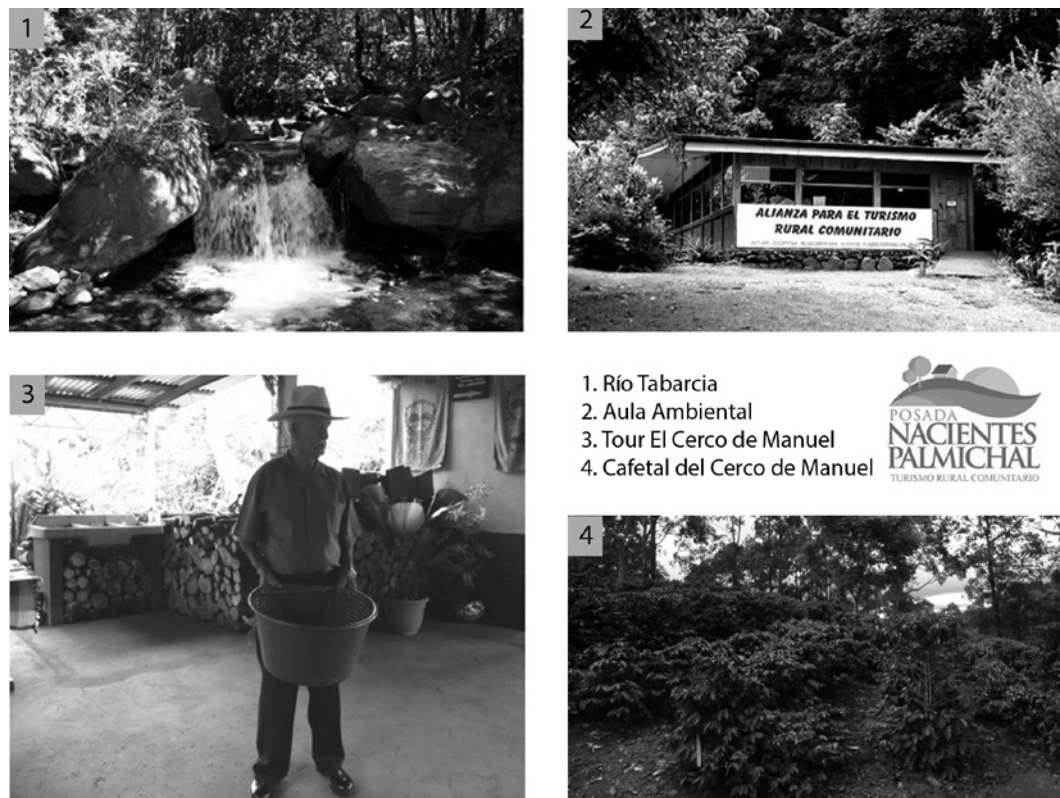 1
2
ALIANZA PARA EL TURISMO
RURAL COMUNITARIO
3
1. Río Tabarcia
2. Aula Ambiental
3. Tour El Cerco de Manuel
4. Cafetal del Cerco de Manuel
POSADA
NACIENTES
PALMICHAL
TURISMO RURAL COMUNITARIO
4